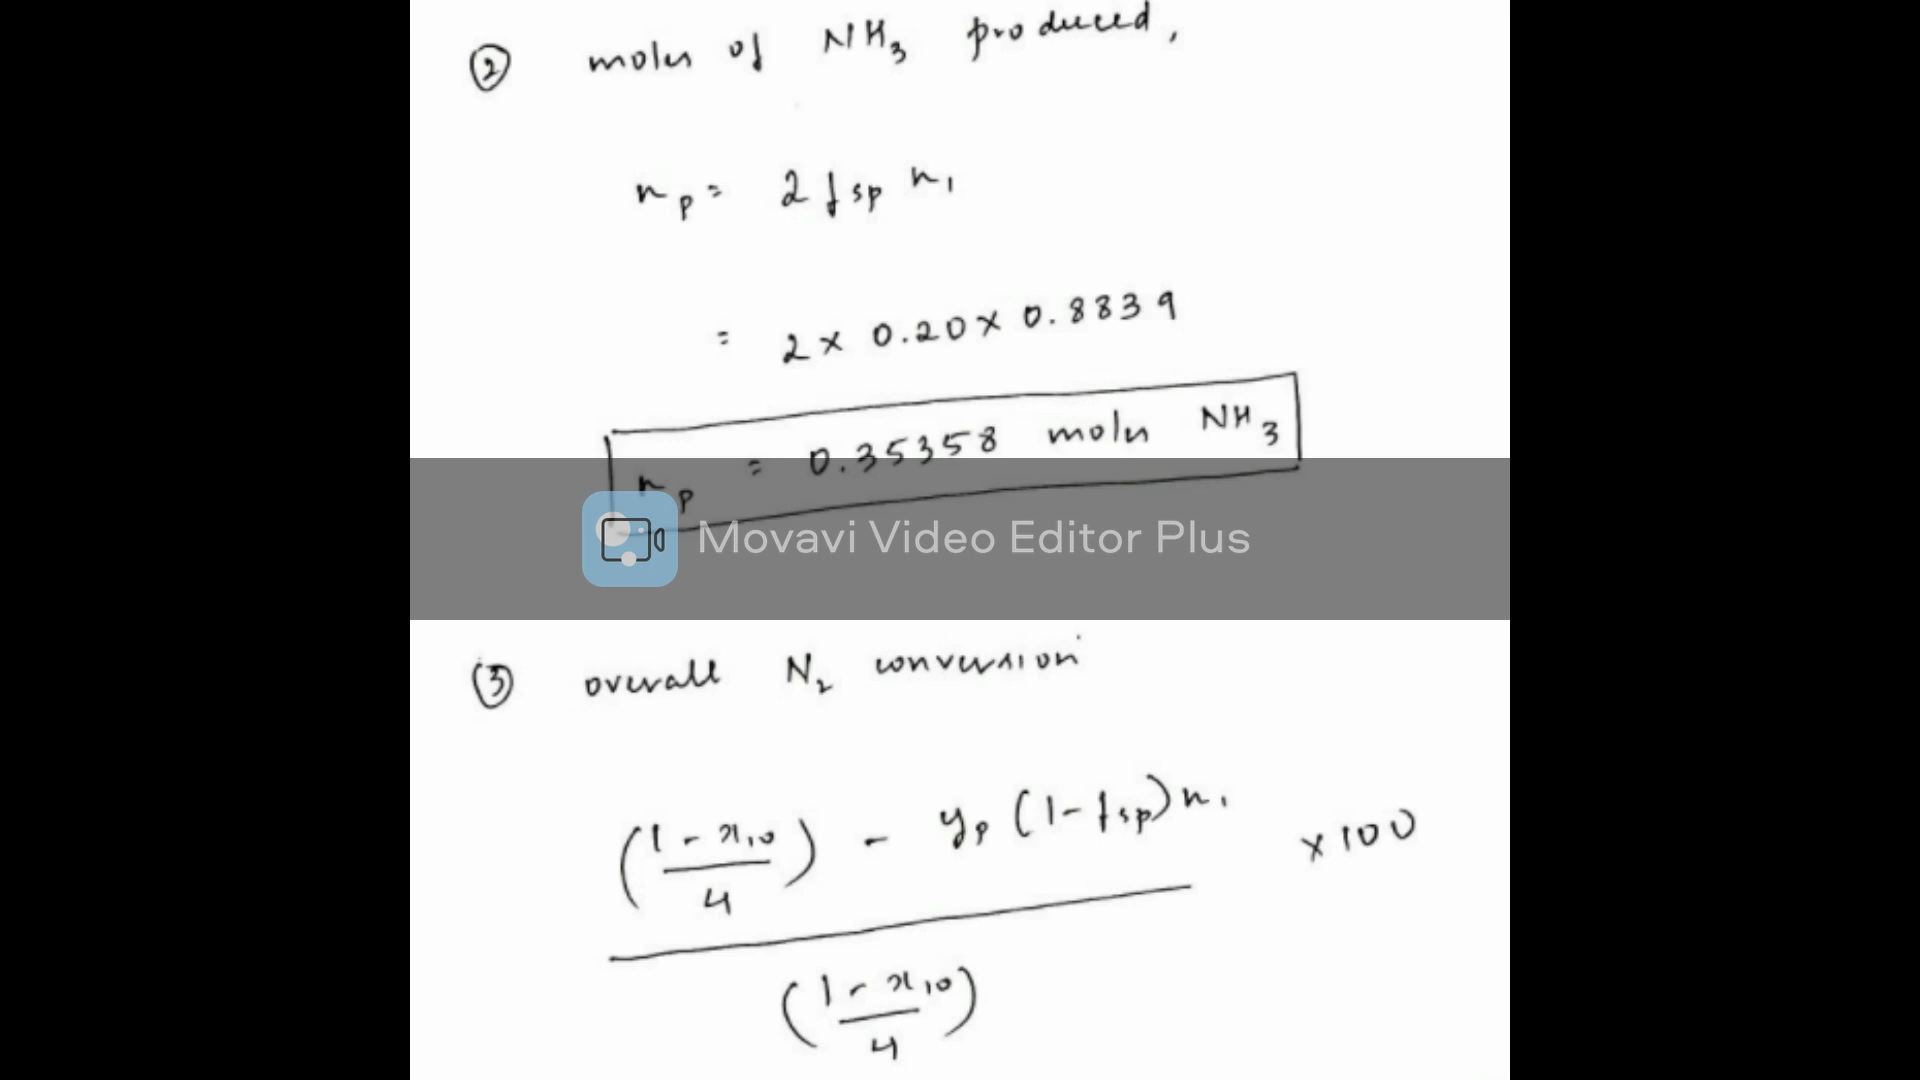 ② moles of NH₃ produced,
nₚ = 2 fₛₚ n₁
= 2 × 0.20 × 0.8839
nₚ = 0.35358 moles NH₃
Movavi Video Editor Plus
③ overall N₂ conversion
(1 - x₁₀ / 4) - yₚ (1 - fₛₚ) n₁ × 100
(1 - x₁₀ / 4)